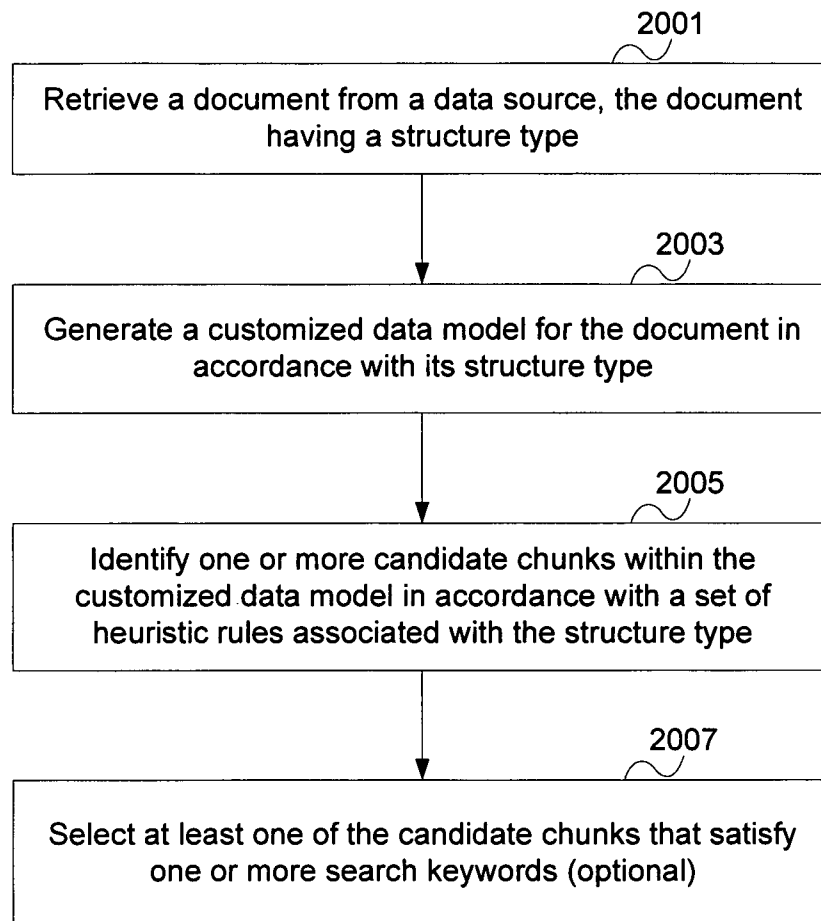 2001
Retrieve a document from a data source, the document
having a structure type
2003
Generate a customized data model for the document in
accordance with its structure type
2005
Identify one or more candidate chunks within the
customized data model in accordance with a set of
heuristic rules associated with the structure type
2007
Select at least one of the candidate chunks that satisfy
one or more search keywords (optional)